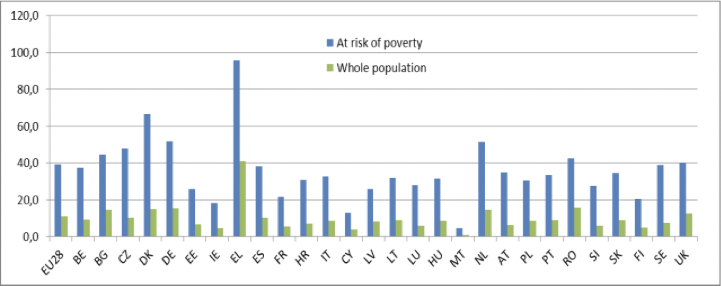 120,0
100,0
80,0
60,0
40,0
20,0
0,0
At risk of poverty
Whole population
EU28 BE BG CZ DK DE EE IE EL ES FR HR IT CY LV LT LU HU MT NL AT PL PT RO SI SK FI SE UK